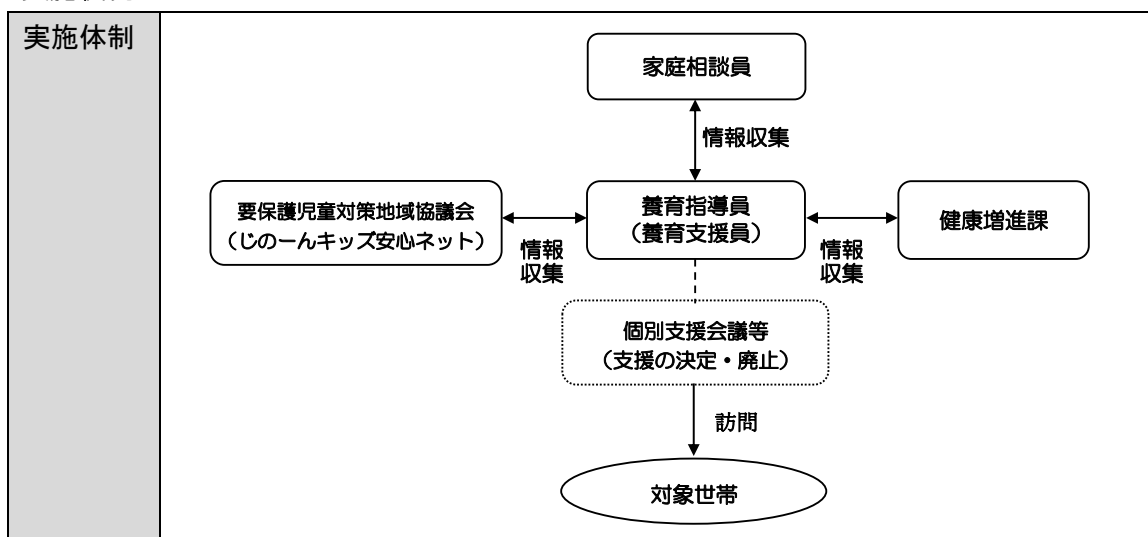 実施体制
家庭相談員
情報収集
要保護児童対策地域協議会
（じのーんキッズ安心ネット）
養育指導員
（養育支援員）
健康増進課
情報
収集
情報
収集
個別支援会議等
（支援の決定・廃止）
訪問
対象世帯